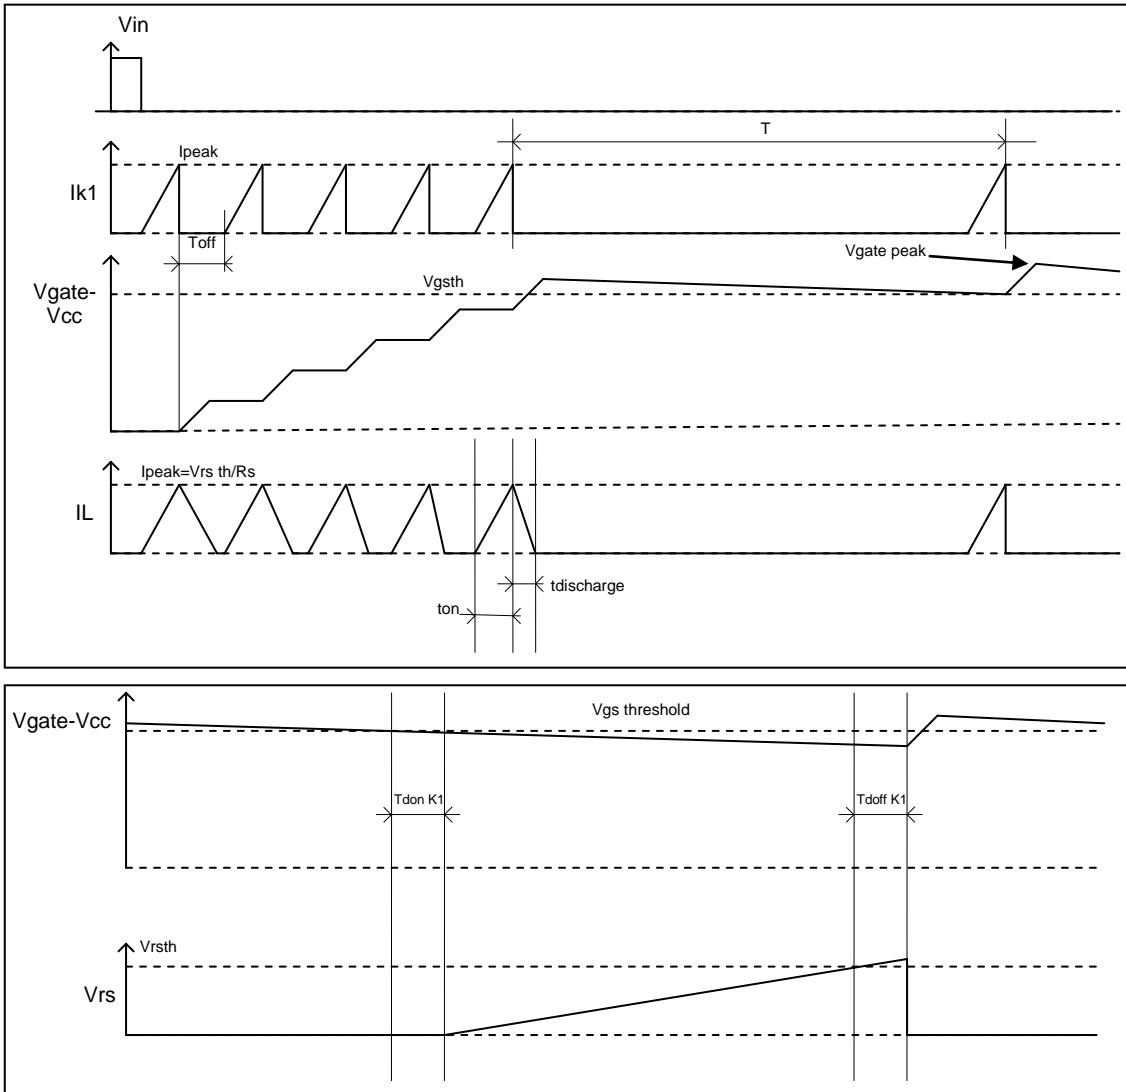 Vin
T
Ipeak
Ik1
Toff
Vgate peak
Vgate-
Vcc
Vgsth
Ipeak=Vrs th/Rs
IL
tdischarge
ton
Vgate-Vcc
Vgs threshold
Tdon K1
Tdoff K1
Vrsth
Vrs